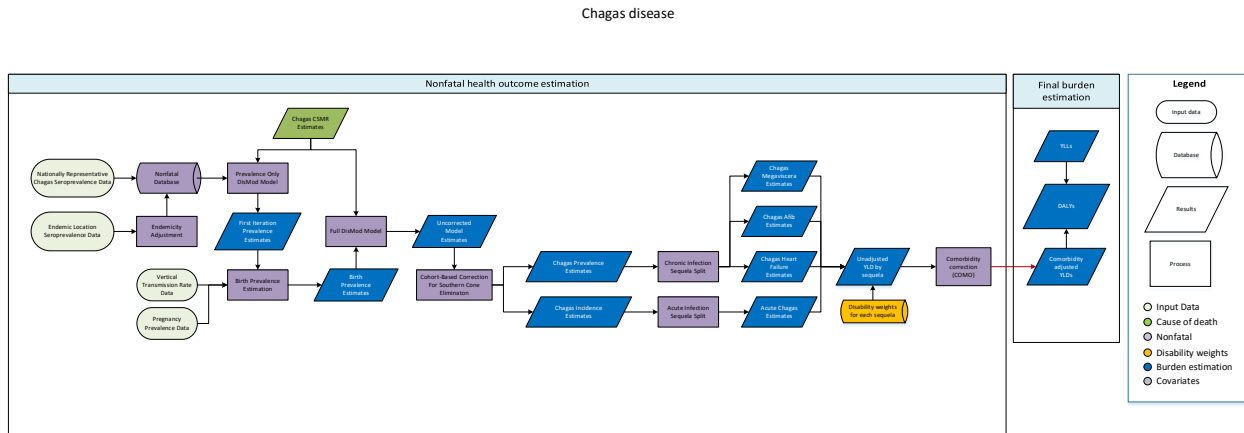 Chagas disease
Nonfatal health outcome estimation
Chagas CSMR
Estimates
Nationally Representative
Chagas Seroprevalence Data
Nonfatal
Database
Prevalence Only
DisMod Model
Endemic Location
Seroprevalence Data
Endemicity
Adjustment
First Iteration
Prevalence
Estimates
Full DisMod Model
Uncorrected
Model
Estimates
Vertical
Transmission Rate
Data
Pregnancy
Prevalence Data
Birth Prevalence
Estimation
Birth
Prevalence
Estimates
Cohort-Based Correction
For Southern Cone
Elimination
Chagas Prevalence
Estimates
Chagas Incidence
Estimates
Chronic Infection
Sequela Split
Acute Infection
Sequela Split
Chagas
Megaviscera
Estimates
Chagas Afib
Estimates
Chagas Heart
Failure Estimates
Acute Chagas
Estimates
Unadjusted
YLD by
sequela
Disability weights
for each sequela
Comorbidity
correction
(COMO)
Final burden
estimation
YLLs
DALYs
Comorbidity
adjusted
YLDs
Legend
Input data
Database
Results
Process
Input Data
Cause of death
Nonfatal
Disability weights
Burden estimation
Covariates